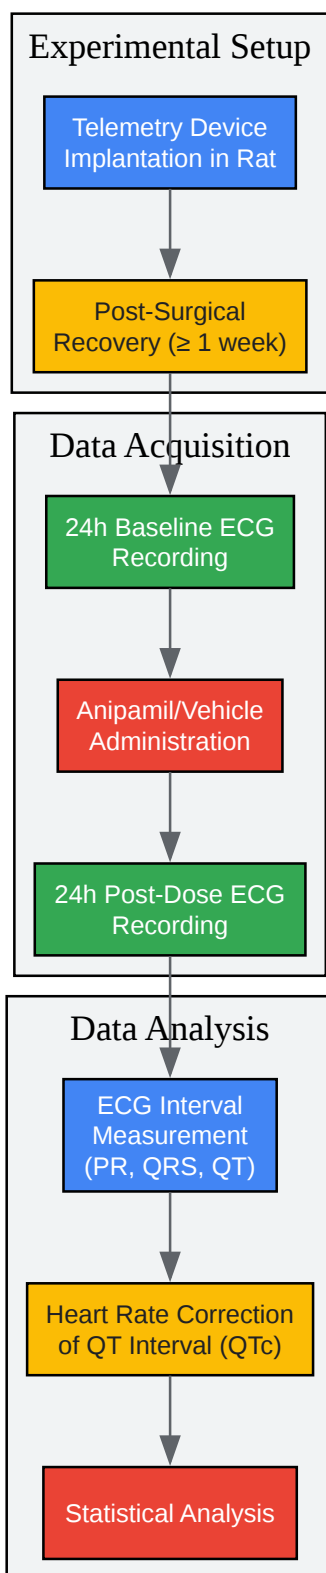 Experimental Setup
Telemetry Device
Implantation in Rat
Post-Surgical
Recovery (≥ 1 week)
Data Acquisition
24h Baseline ECG
Recording
Anipamil/Vehicle
Administration
24h Post-Dose ECG
Recording
Data Analysis
ECG Interval
Measurement
(PR, QRS, QT)
Heart Rate Correction
of QT Interval (QTc)
Statistical Analysis